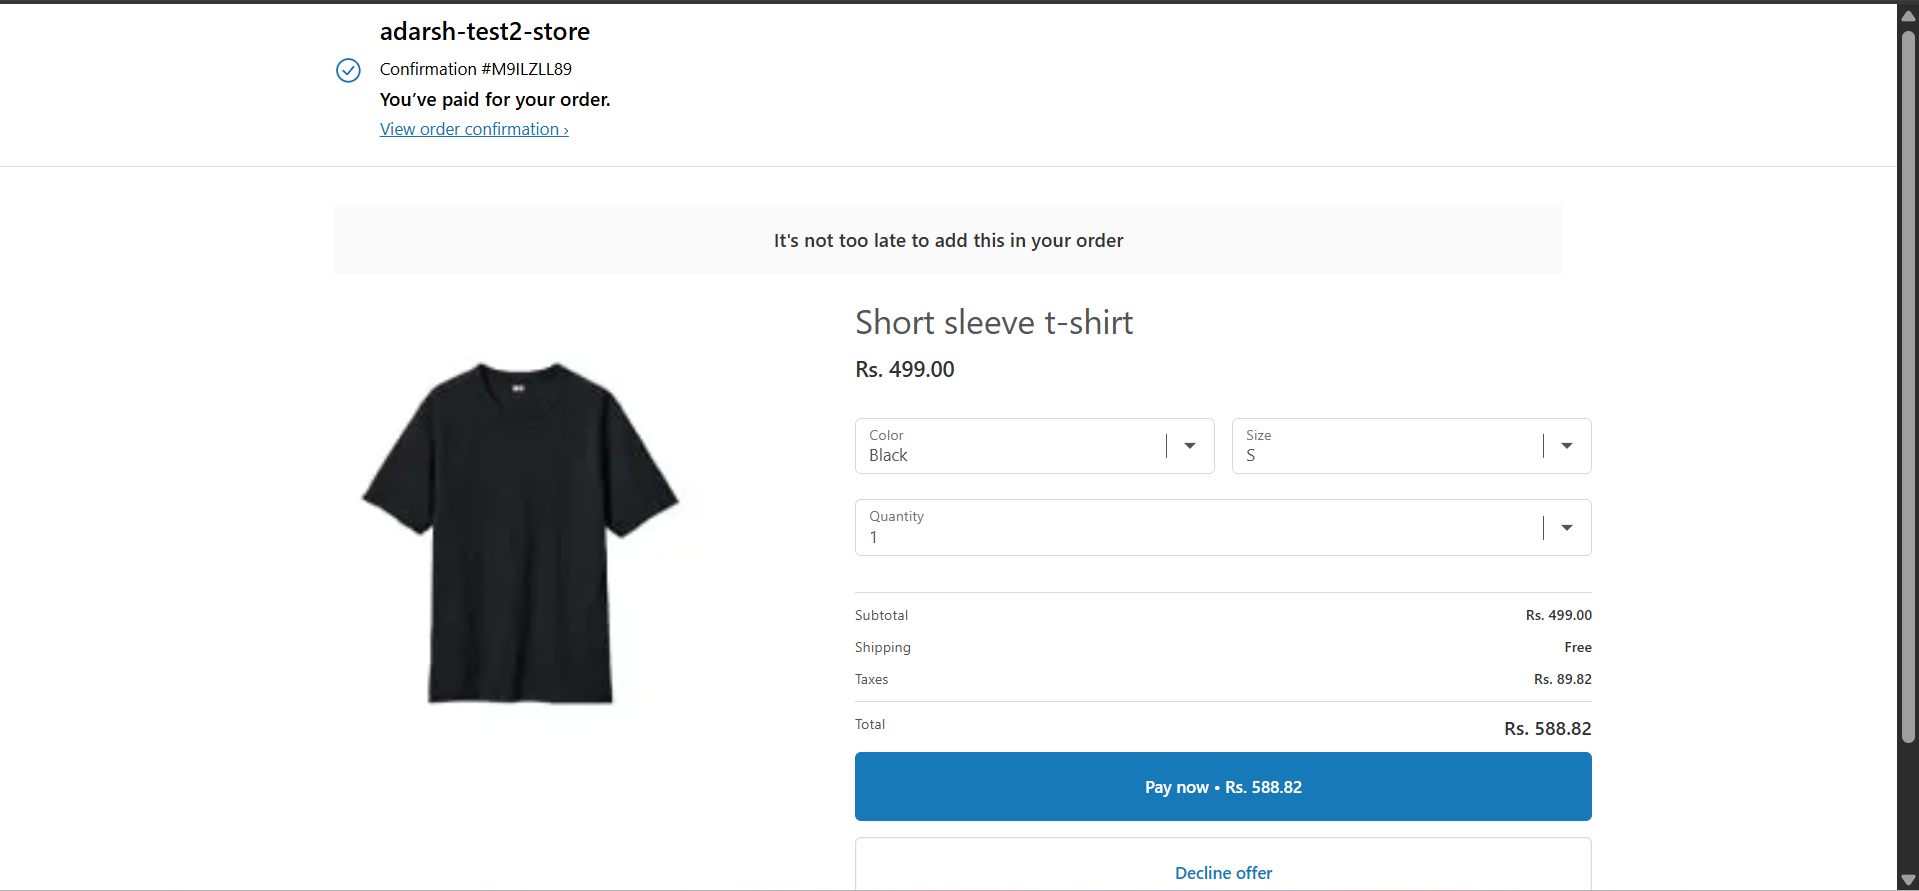 adarsh-test2-store
Confirmation #M9ILZLL89
You’ve paid for your order.
View order confirmation ›
It's not too late to add this in your order
Short sleeve t-shirt
Rs. 499.00
Color
Black
Size
S
Quantity
1
Subtotal Rs. 499.00
Shipping Free
Taxes Rs. 89.82
Total Rs. 588.82
Pay now • Rs. 588.82
Decline offer